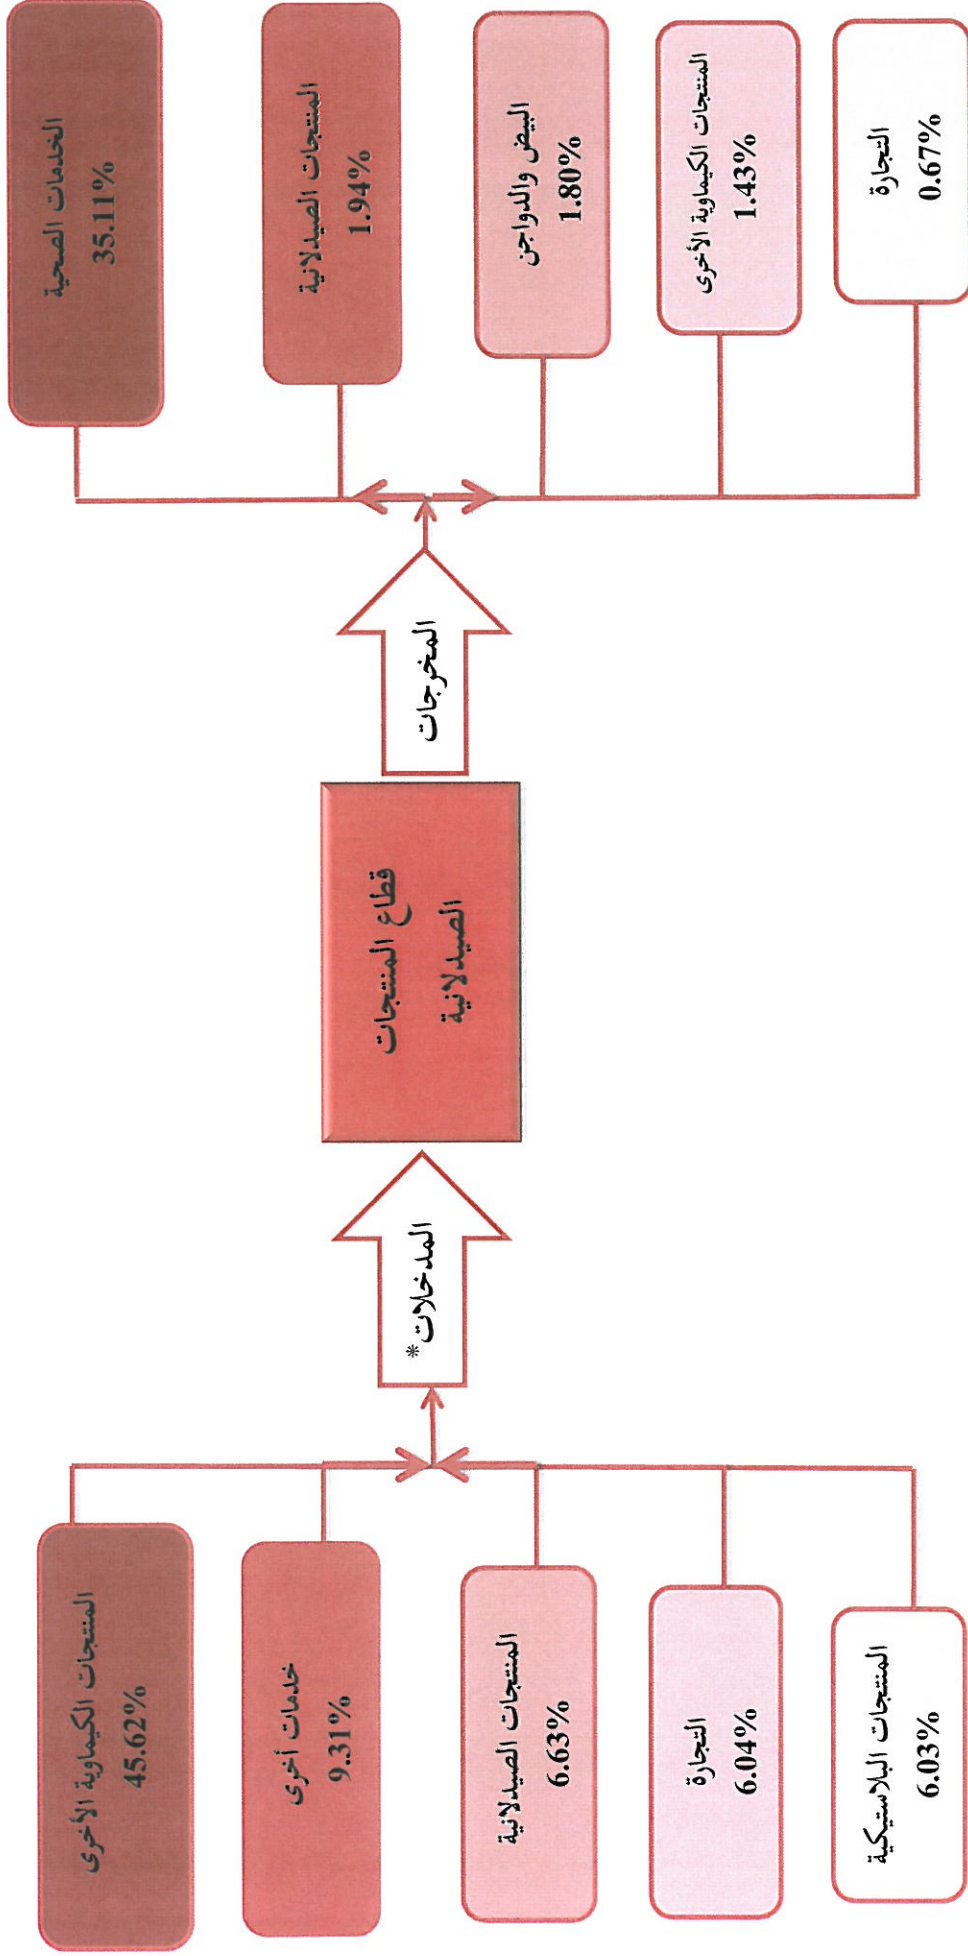 المنتجات الكيماوية الأخرى
45.62%
خدمات أخرى
9.31%
المنتجات الصيدلانية
6.63%
التجارة
6.04%
المنتجات البلاستيكية
6.03%
المدخلات*
قطاع المنتجات
الصيدلانية
المخرجات
الخدمات الصحية
35.11%
المنتجات الصيدلانية
1.94%
البيض والدواجن
1.80%
المنتجات الكيماوية الأخرى
1.43%
التجارة
0.67%